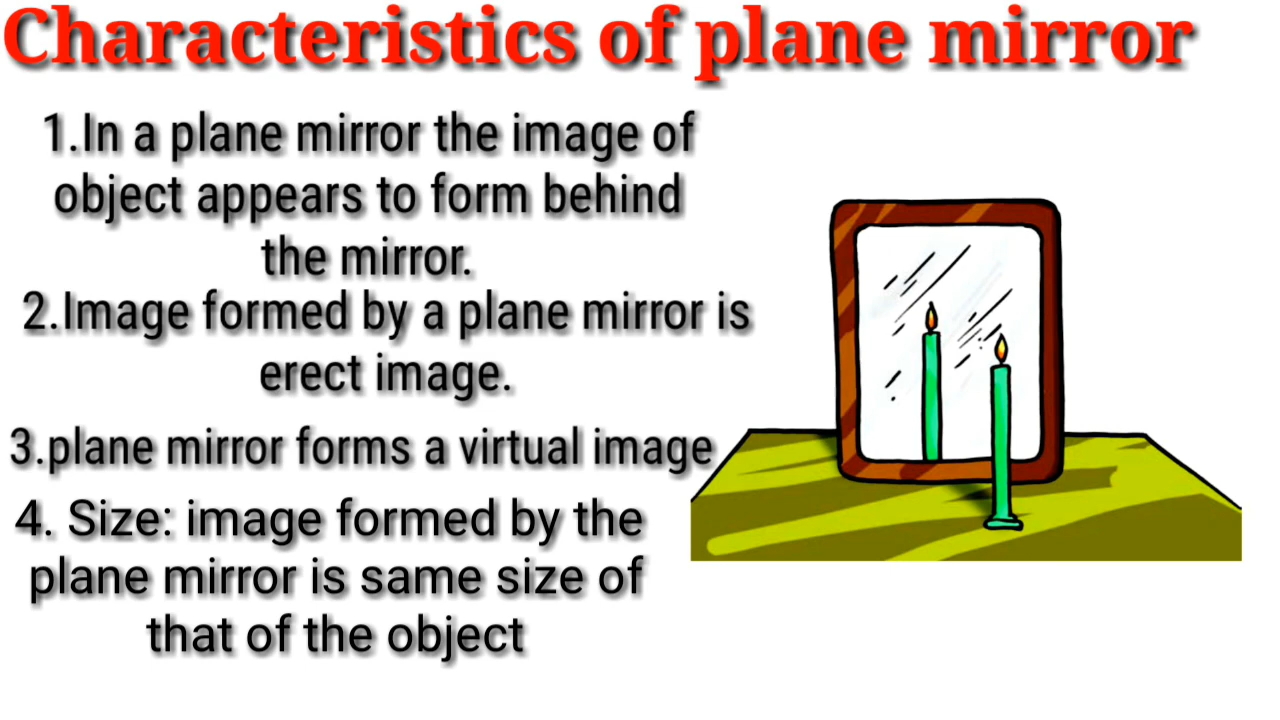 Characteristics of plane mirror
1.In a plane mirror the image of
object appears to form behind
the mirror.
2.Image formed by a plane mirror is
erect image.
3.plane mirror forms a virtual image
4. Size: image formed by the
plane mirror is same size of
that of the object